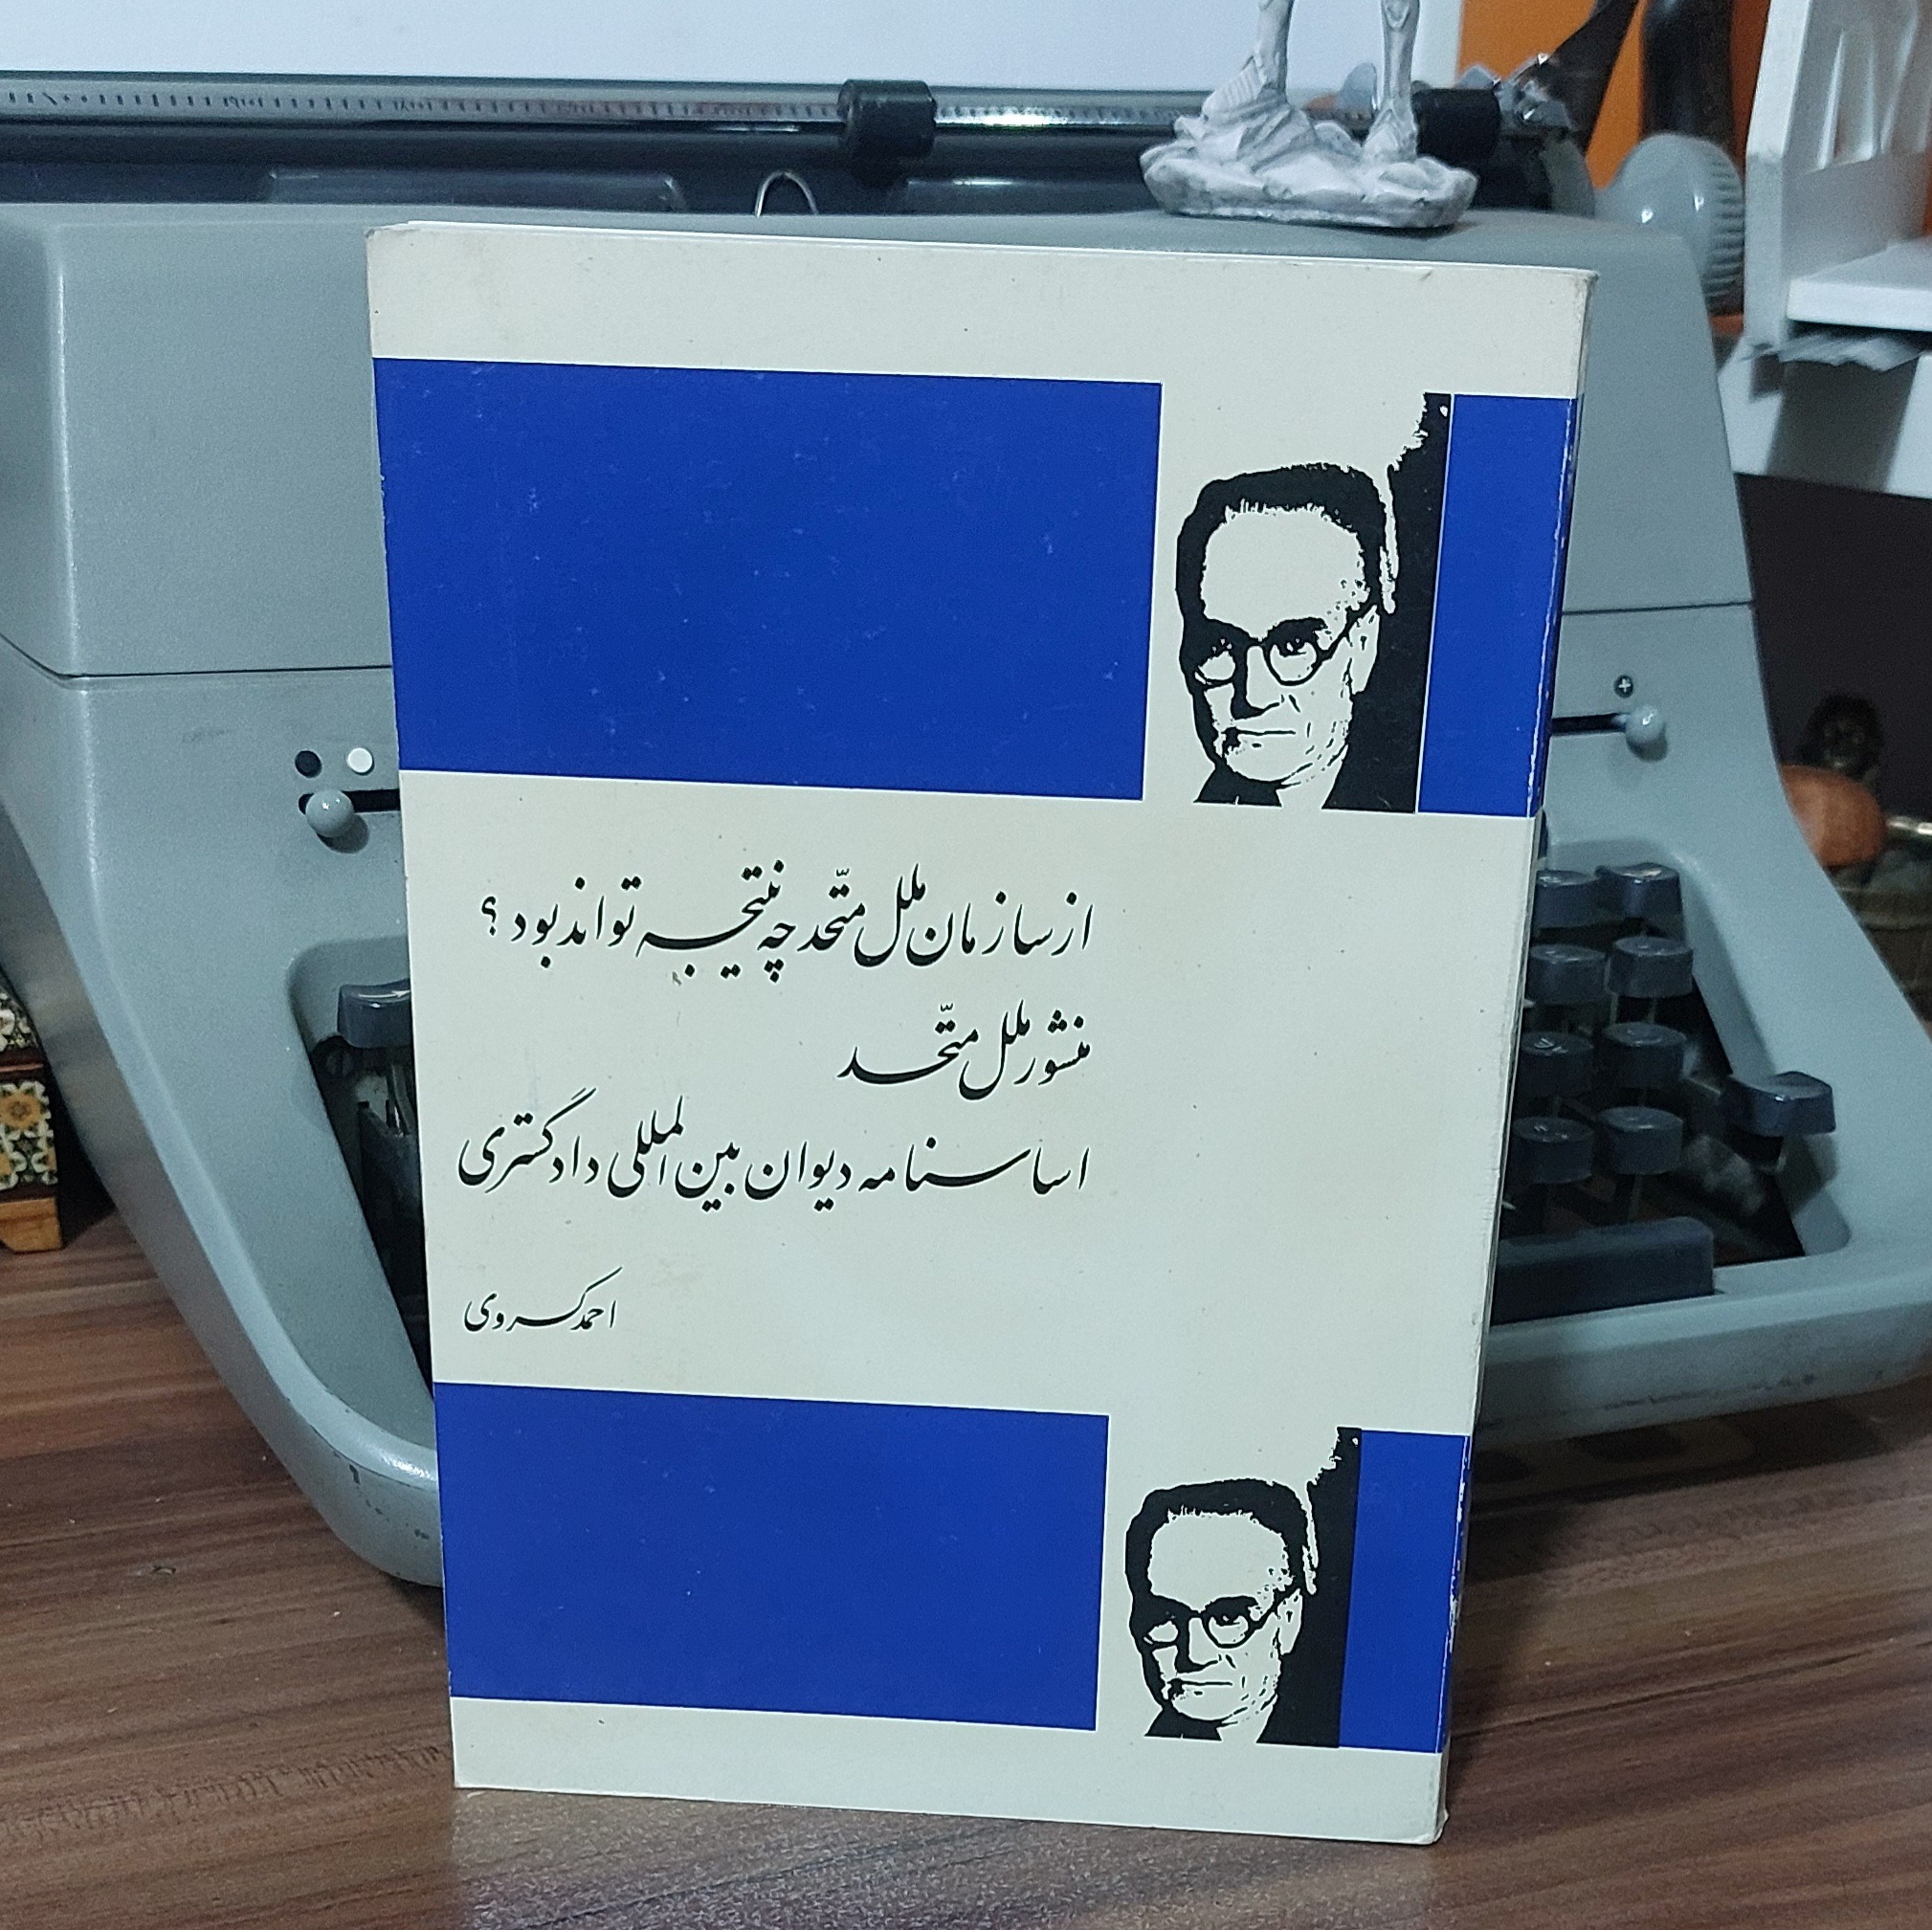 از سازمان ملل متّحد چه نتیجه تواند بود؟
منشور ملل متّحد
اساسنامه دیوان بین المللی دادگستری
احمد کسروی